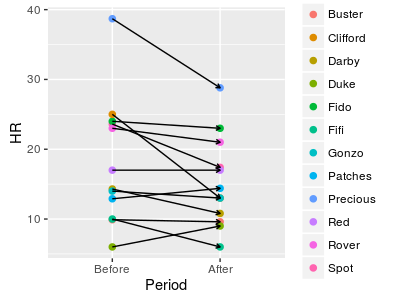 40
30
20
10
HR
Before
After
Period
Buster
Clifford
Darby
Duke
Fido
Fifi
Gonzo
Patches
Precious
Red
Rover
Spot